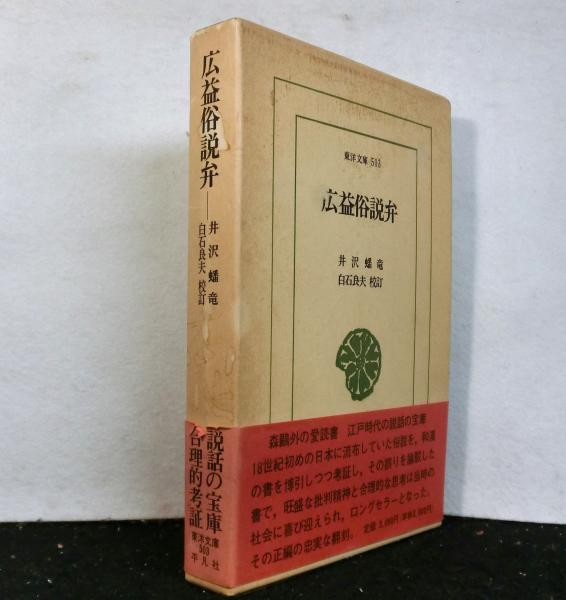 広益俗説弁
井沢蟠竜
白石良夫 校訂
説話の宝庫
合理的考証
東洋文庫
503
平凡社
東洋文庫 503
広益俗説弁
井沢蟠竜
白石良夫 校訂
森鷗外の愛読書 江戸時代の説話の宝庫
18世紀初めの日本に流布していた俗説を，和漢
の書を博引しつつ考証し，その誤りを論駁した
書で，旺盛な批判精神と合理的な思考は当時の
社会に喜び迎えられ，ロングセラーとなった。
その正編の忠実な翻刻。